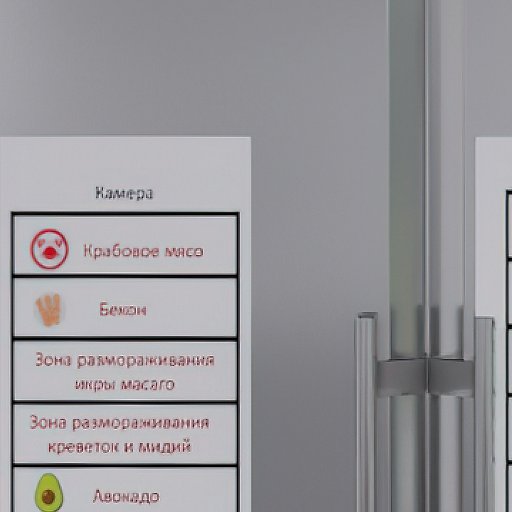 Камера
Крабовое мясо
Бекон
Зона размораживания
икры масаго
Зона размораживания
креветок и мидий
Авокадо